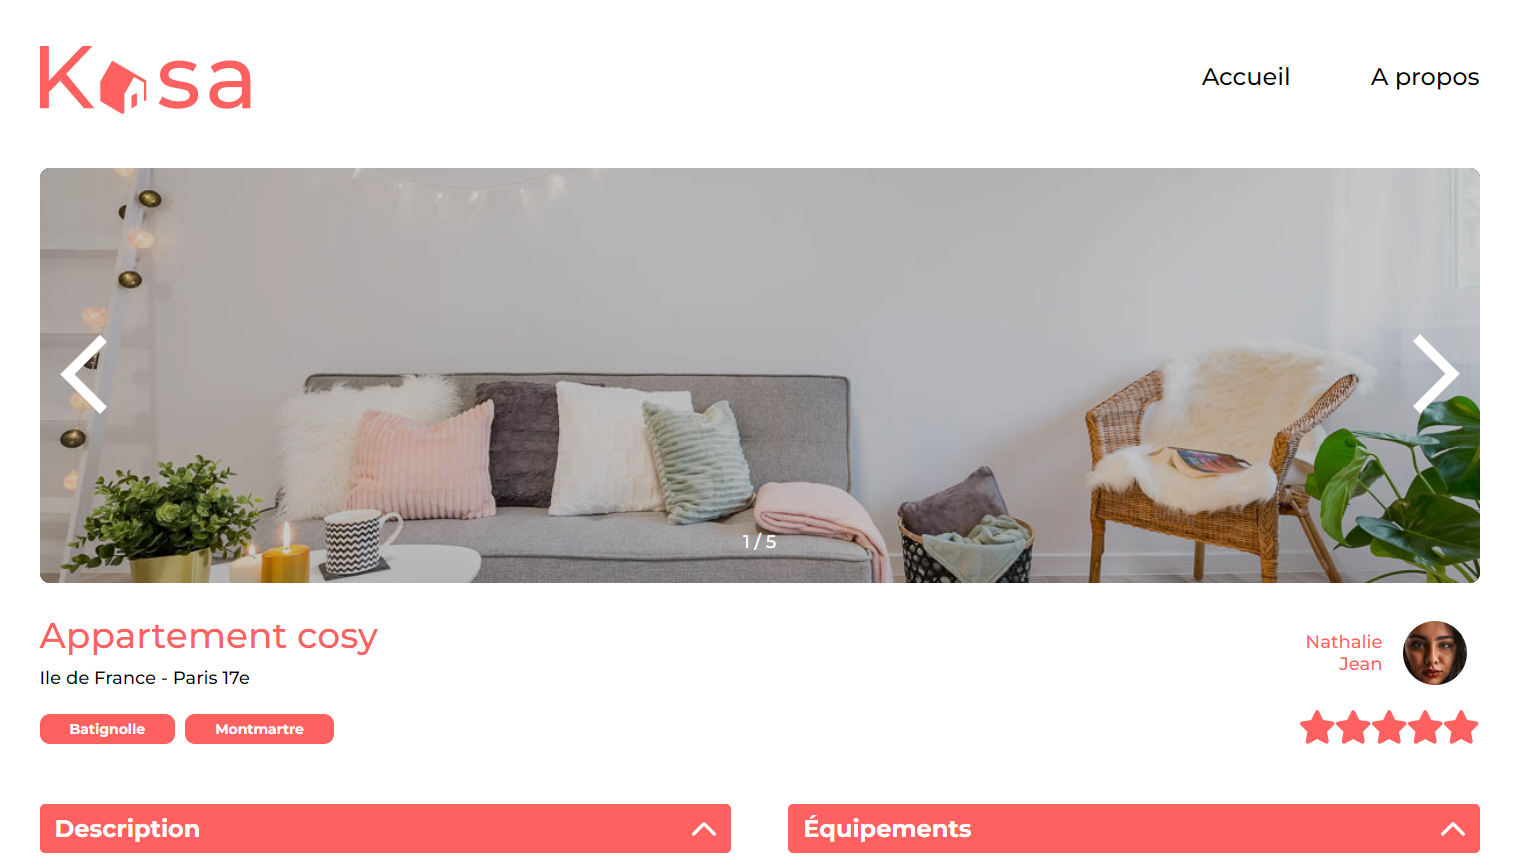 Kasa
Accueil
A propos
1 / 5
Appartement cosy
Ile de France - Paris 17e
Batignolle
Montmartre
Nathalie
Jean
Description
Équipements